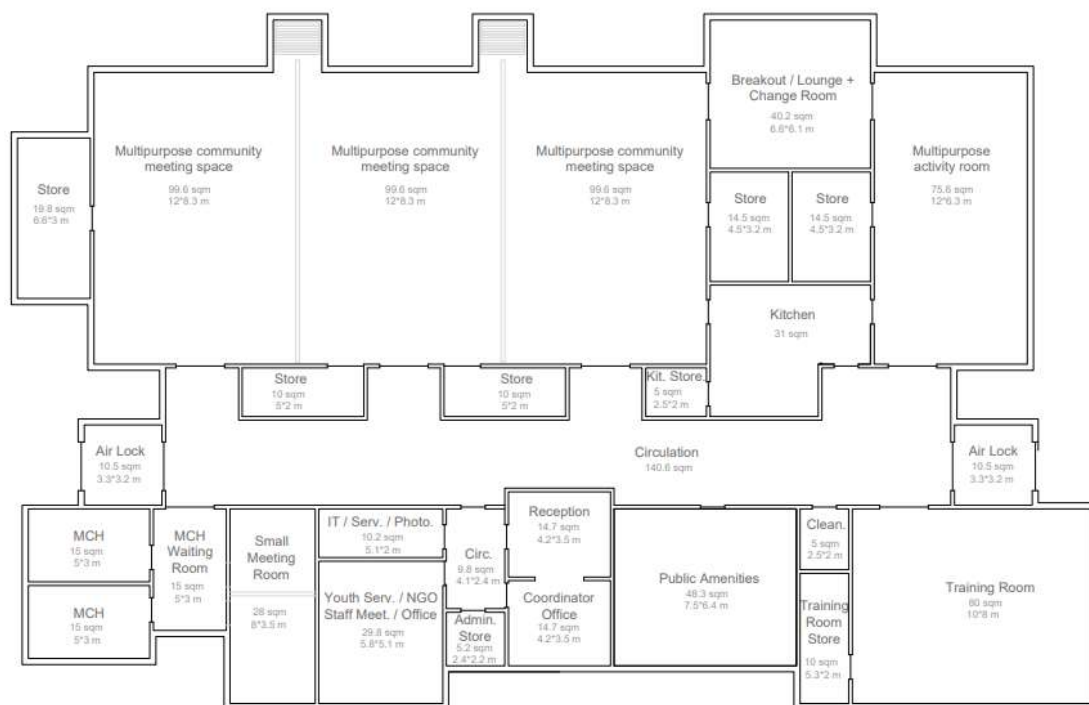 Breakout / Lounge +
Change Room
40.2 sqm
6.6*6.1 m
Multipurpose community
meeting space
99.6 sqm
12*8.3 m
Multipurpose community
meeting space
99.6 sqm
12*8.3 m
Multipurpose community
meeting space
99.6 sqm
12*8.3 m
Multipurpose
activity room
75.6 sqm
12*6.3 m
Store
19.8 sqm
6.6*3 m
Store
14.5 sqm
4.5*3.2 m
Store
14.5 sqm
4.5*3.2 m
Kitchen
31 sqm
Store
10 sqm
5*2 m
Store
10 sqm
5*2 m
Kit. Store.
5 sqm
2.5*2 m
Air Lock
10.5 sqm
3.3*3.2 m
Circulation
140.6 sqm
Air Lock
10.5 sqm
3.3*3.2 m
MCH
15 sqm
5*3 m
MCH
15 sqm
5*3 m
MCH
Waiting
Room
15 sqm
5*3 m
Small
Meeting
Room
28 sqm
8*3.5 m
IT / Serv. / Photo.
10.2 sqm
5.1*2 m
Youth Serv. / NGO
Staff Meet. / Office
29.8 sqm
5.8*5.1 m
Circ.
9.8 sqm
4.1*2.4 m
Admin.
Store
5.2 sqm
2.4*2.2 m
Reception
14.7 sqm
4.2*3.5 m
Coordinator
Office
14.7 sqm
4.2*3.5 m
Public Amenities
48.3 sqm
7.5*6.4 m
Clean.
5 sqm
2.5*2 m
Training
Room
Store
10 sqm
5.3*2 m
Training Room
80 sqm
10*8 m